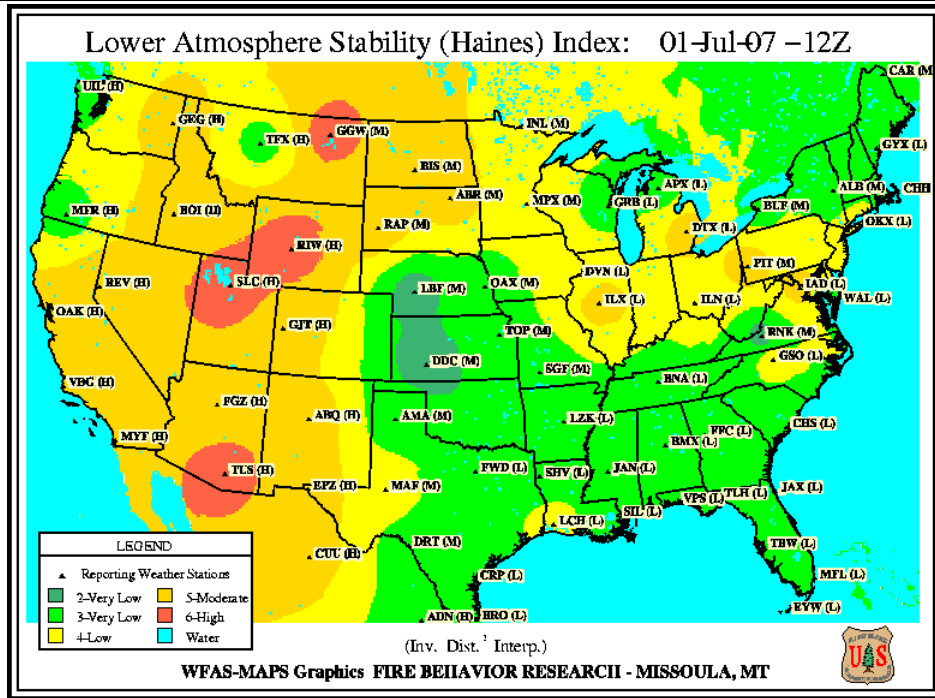 Lower Atmosphere Stability (Haines) Index: 01-Jul-07 -12Z
CAR (M)
UIL (H)
GEG (H)
TFX (H)
GGW (M)
INL (M)
GYX (L)
BIS (M)
ABR (M)
MPX (M)
GRB (L)
APX (L)
ALB (M)
CHH
BUF (M)
OKX (L)
MFR (H)
BOI (H)
RAP (M)
DTX (L)
RIW (H)
PIT (M)
DVN (L)
REV (H)
SLC (H)
LBF (M)
OAX (M)
ILX (L)
ILN (L)
IAD (L)
WAL (L)
OAK (H)
GJT (H)
TOP (M)
RNK (M)
DDC (M)
SGF (M)
GSO (L)
BNA (L)
VBG (H)
FGZ (H)
ABQ (H)
AMA (M)
LZK (L)
FFC (L)
CHS (L)
MYF (H)
BMX (L)
TUS (H)
FWD (L)
SHV (L)
JAN (L)
EPZ (H)
MAF (M)
VPS (L)
TLH (L)
JAX (L)
SIL (L)
LCH (L)
DRT (M)
CUU (H)
TBW (L)
CRP (L)
MFL (L)
ADN (H)
BRO (L)
EYW (L)
LEGEND
Reporting Weather Stations
2-Very Low
5-Moderate
3-Very Low
6-High
4-Low
Water
(Inv. Dist.² Interp.)
WFAS-MAPS Graphics FIRE BEHAVIOR RESEARCH - MISSOULA, MT
U S